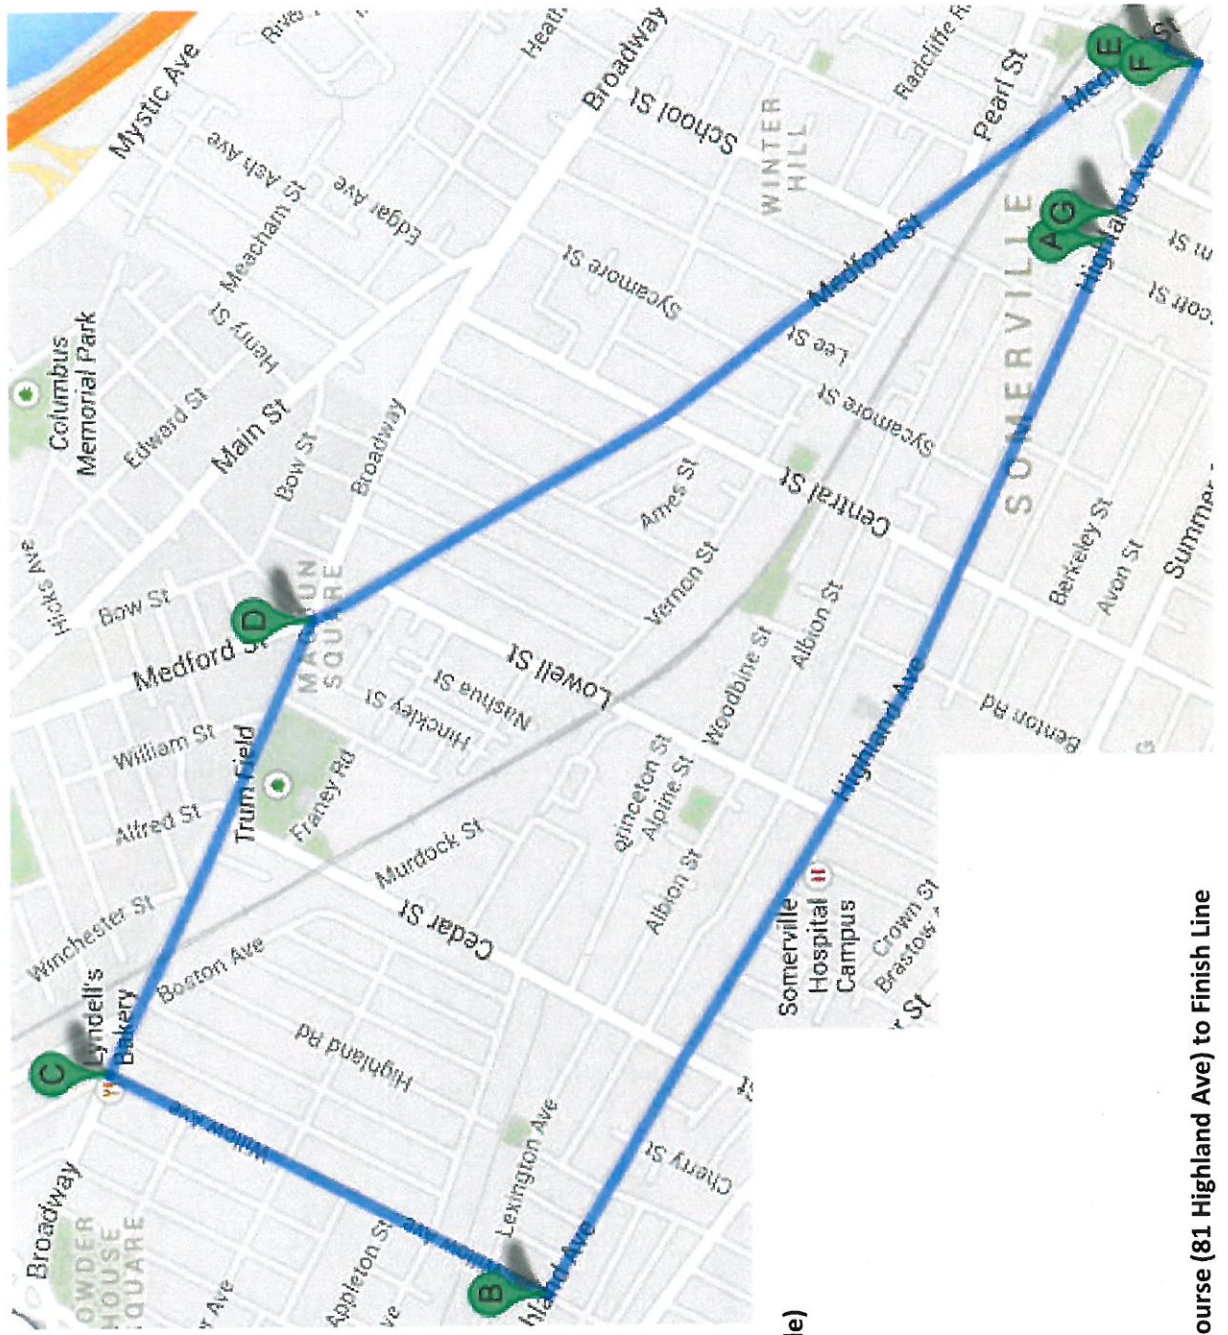 Mystic Ave
Ash Ave
Meacham St
Edgar Ave
Henry St
Columbus
Memorial Park
Edward St
Main St
Bow St
Broadway
Broadway
School St
WINTER
HILL
Pearl St
Sycamore St
Medford St
Lee St
Sycamore St
SOMERVILLE
E
F
A
G
Highland Ave
Hicks Ave
Bow St
Medford St
D
MAGOUN
SQUARE
Ames St
Central St
Vernon St
Lowell St
Nashua St
Hinckley St
William St
Trum Field
Alfred St
Franey Rd
Murdock St
Cedar St
Woodbine St
Albion St
Princeton St
Alpine St
Albion St
Highland Ave
Berkeley St
Avon St
Benton Rd
Winchester St
Boston Ave
C
Lyndell's
Bakery
Highland Rd
Willow Ave
Broadway
OWDER
HOUSE
QUARE
Appleton St
Willow Ave
Lexington Ave
B
hland Ave
Cherry St
Somerville
Hospital
Campus
H
Crown St
le)
ourse (81 Highland Ave) to Finish Line